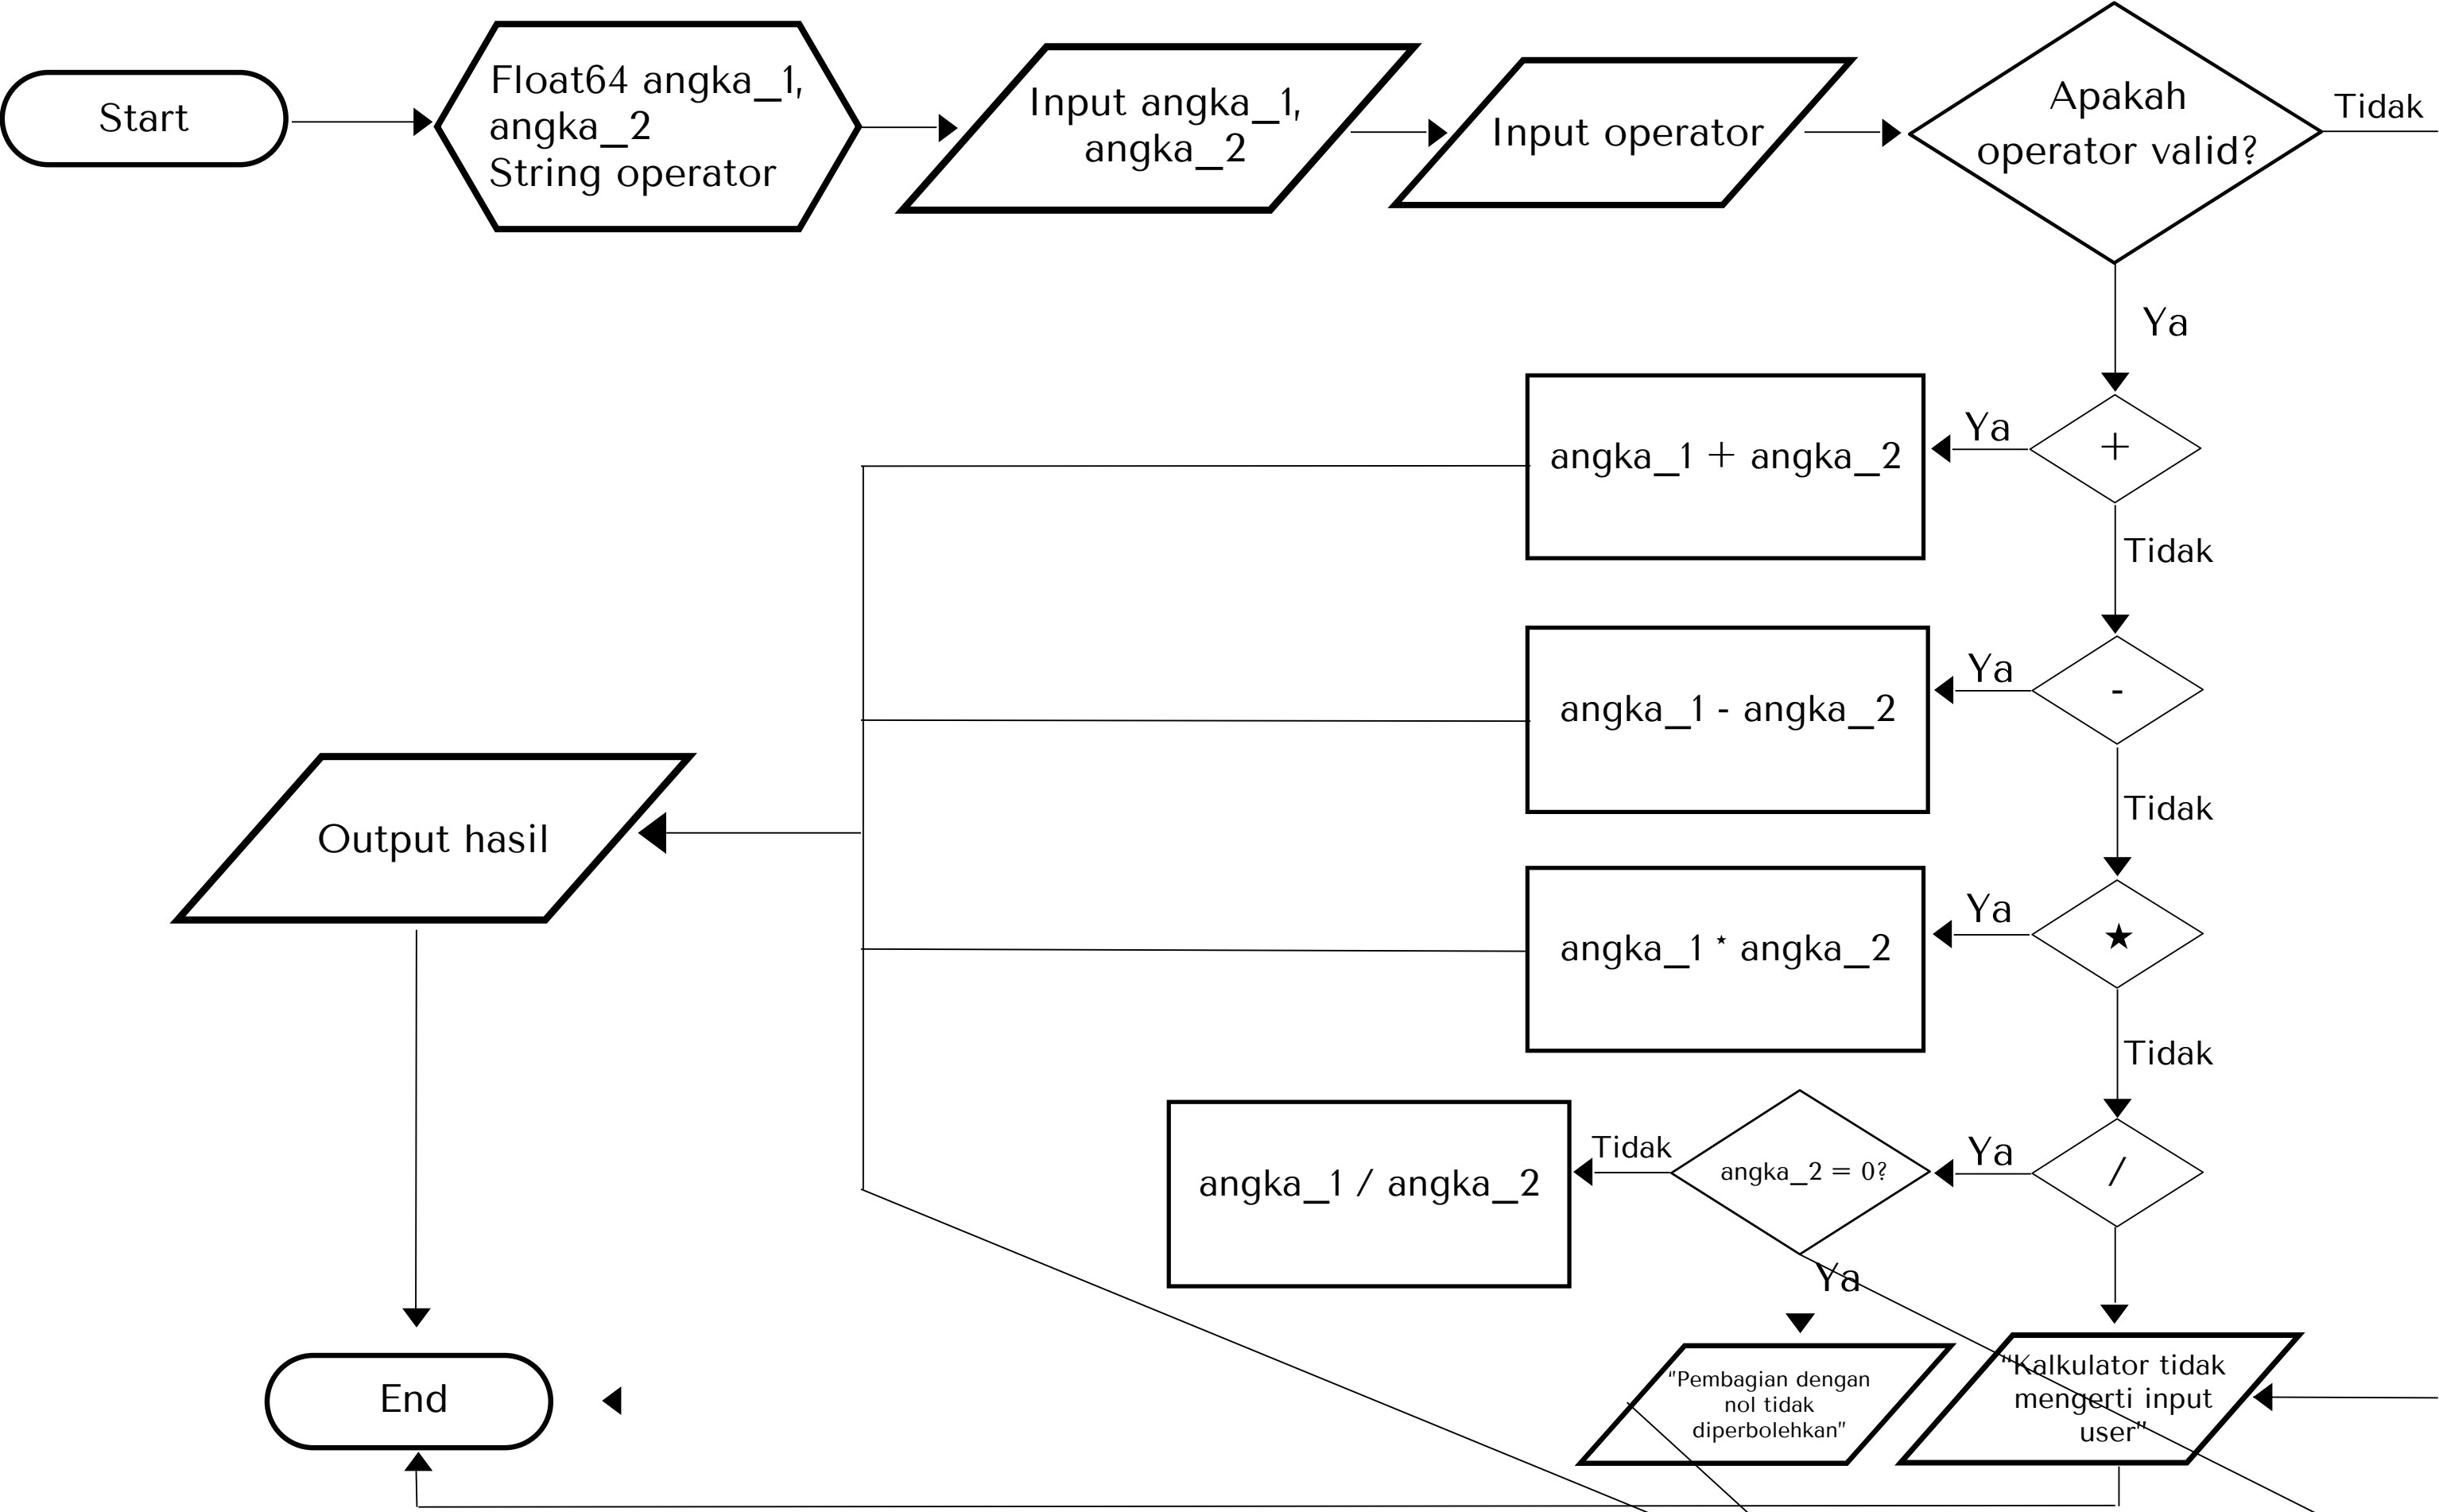 Start
Float64 angka_1,
angka_2
String operator
Input angka_1,
angka_2
Input operator
Apakah
operator valid?
Tidak
Ya
+
Ya
angka_1 + angka_2
Tidak
-
Ya
angka_1 - angka_2
Tidak
★
Ya
angka_1 * angka_2
Output hasil
Tidak
/
Ya
angka_2 = 0?
Tidak
angka_1 / angka_2
Ya
"Pembagian dengan
nol tidak
diperbolehkan"
"Kalkulator tidak
mengerti input
user"
End